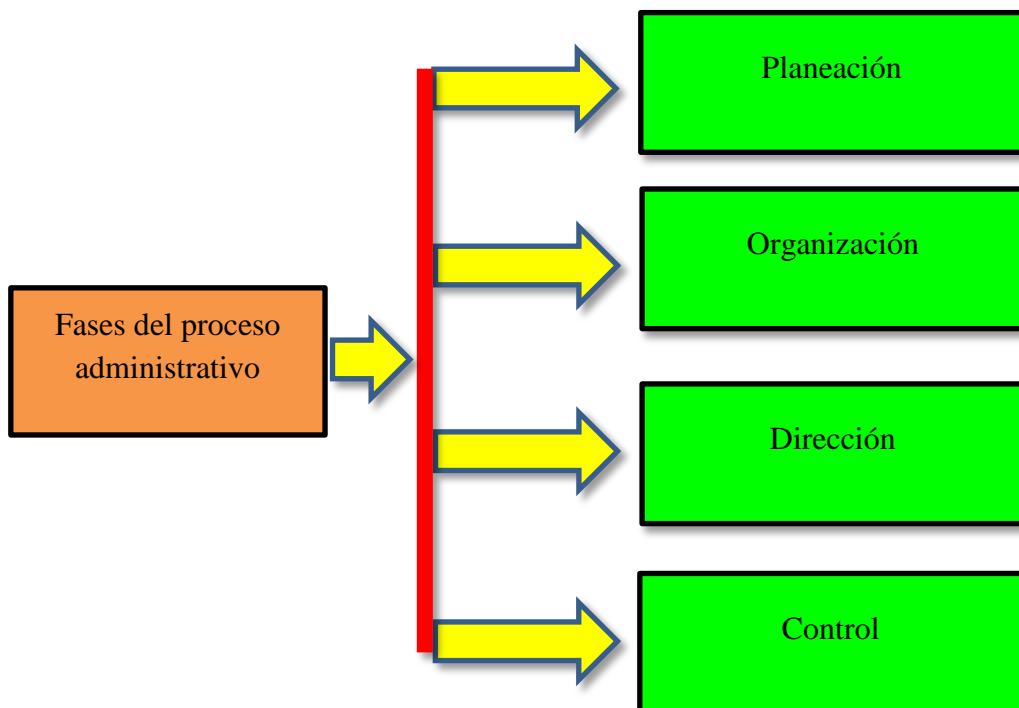 Fases del proceso
administrativo
Planeación
Organización
Dirección
Control